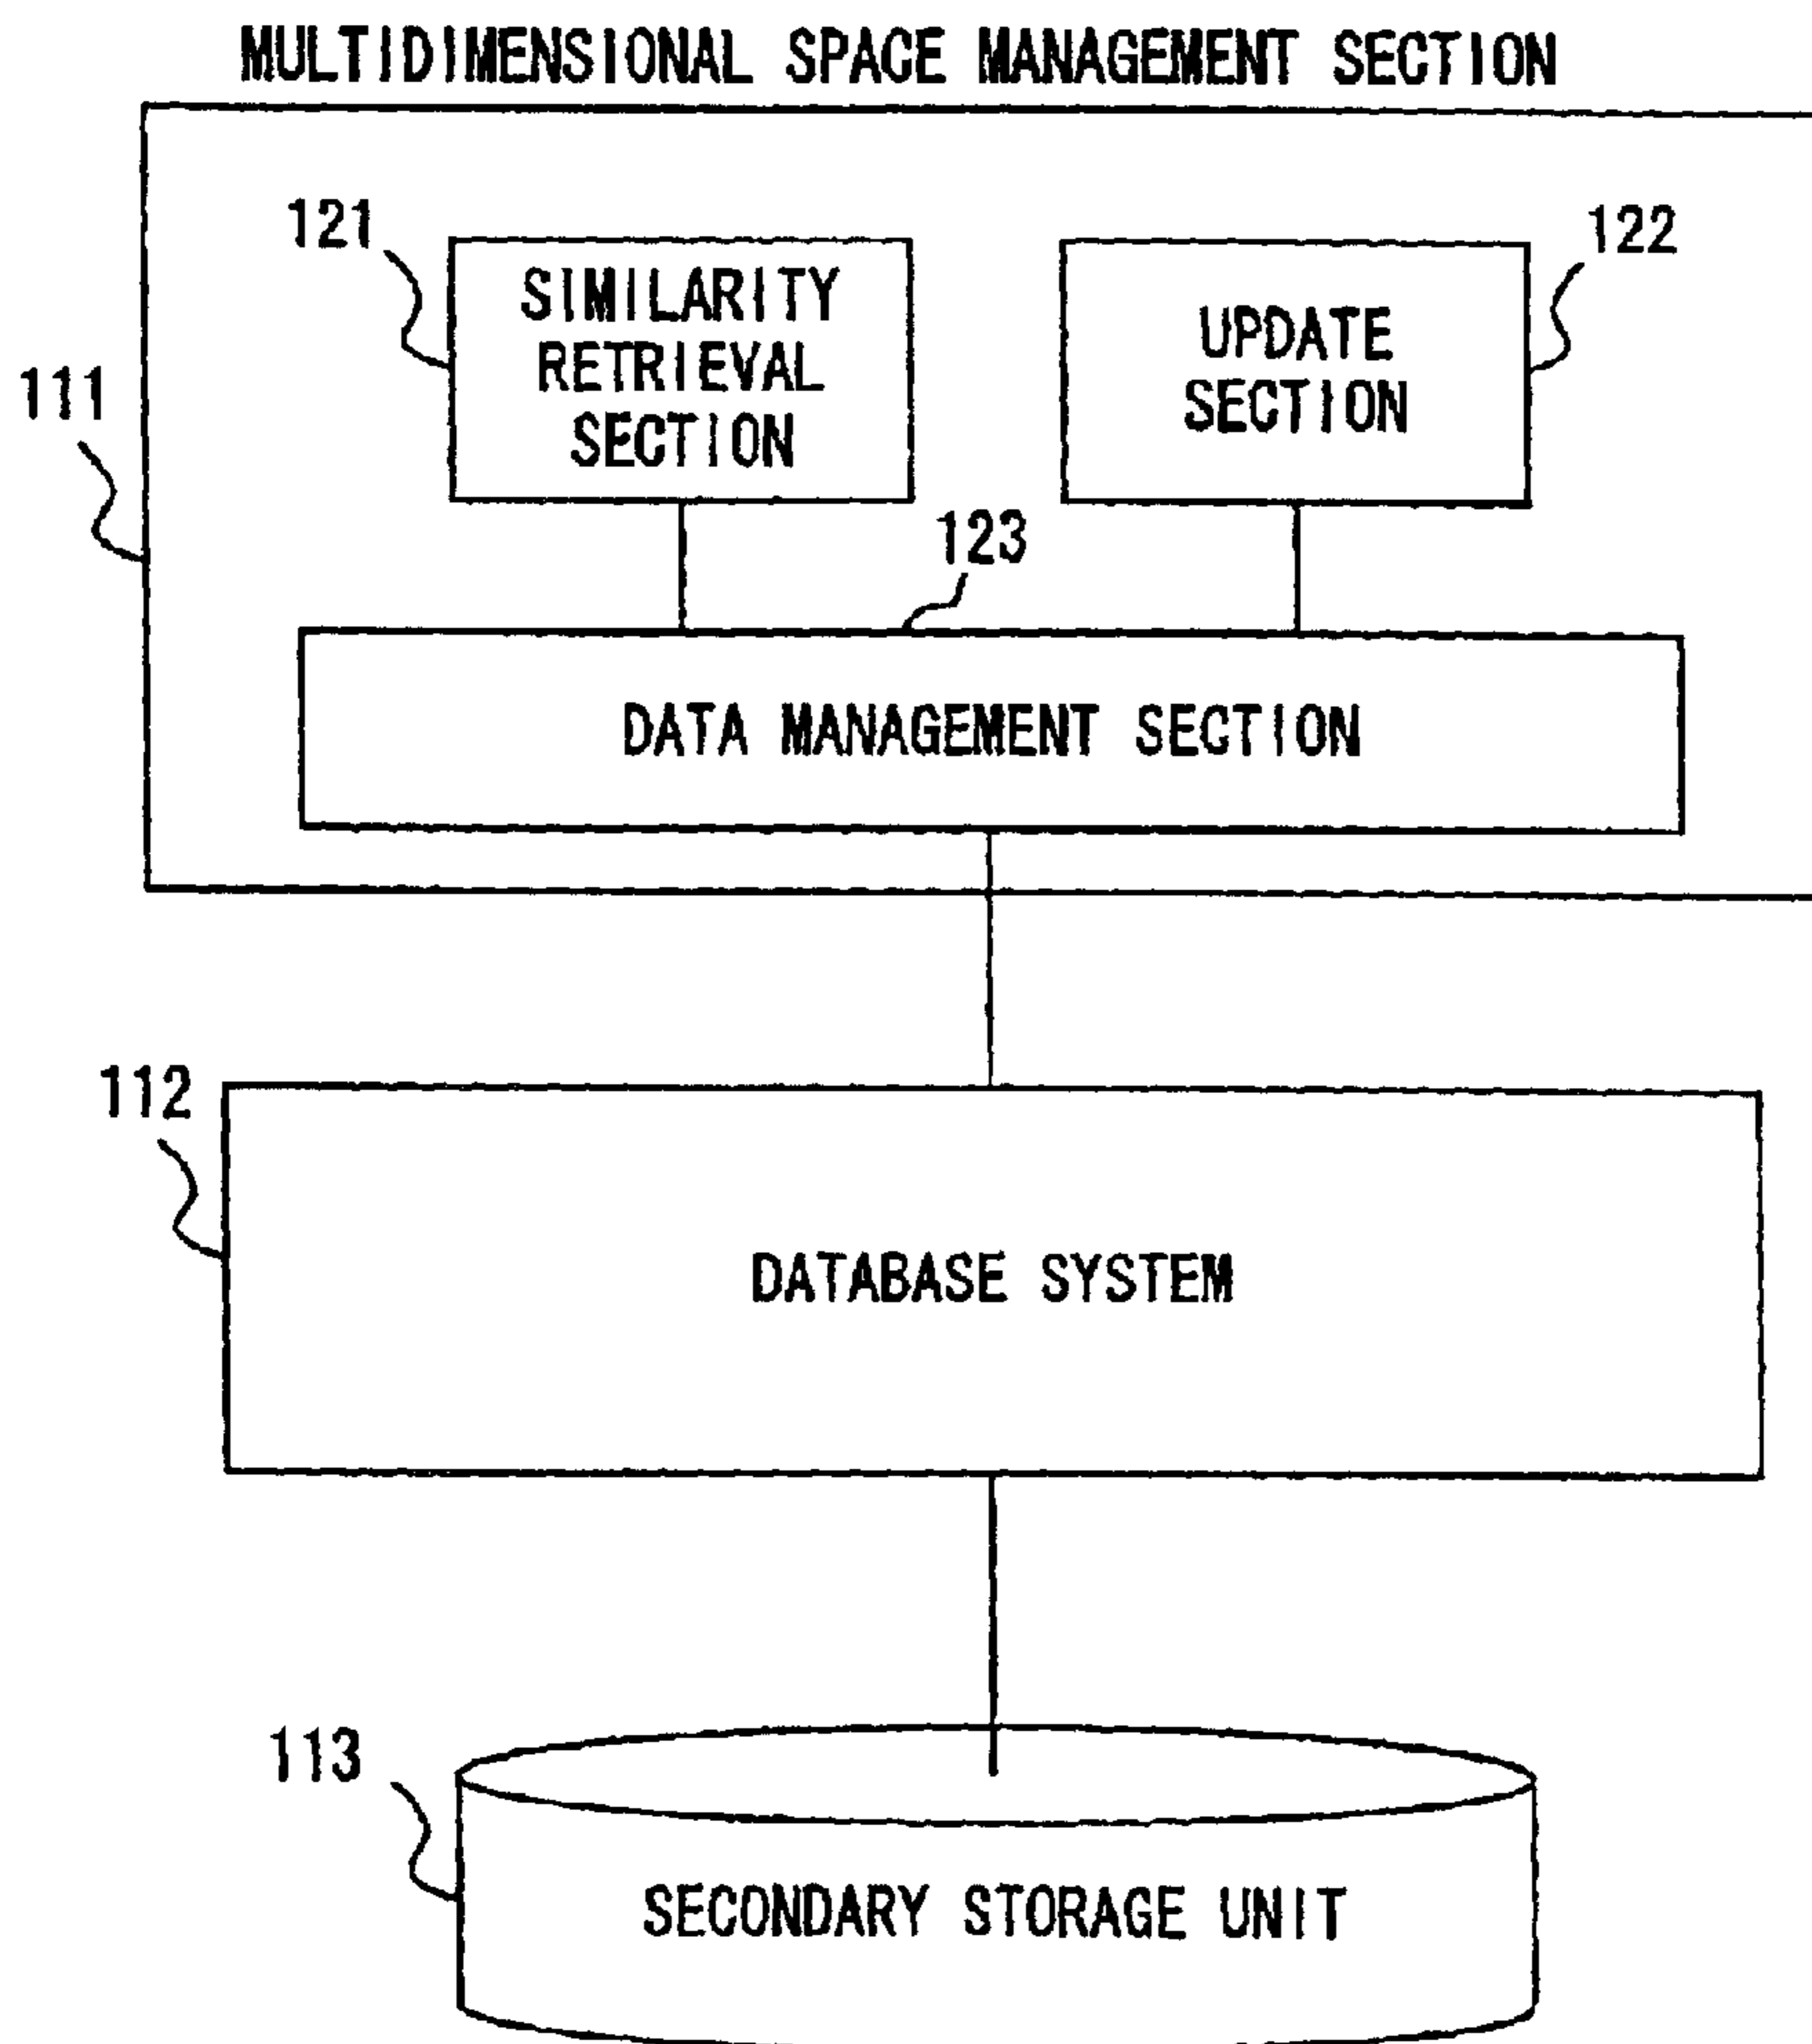 MULTIDIMENSIONAL SPACE MANAGEMENT SECTION
121
122
SIMILARITY
RETRIEVAL
SECTION
UPDATE
SECTION
111
123
DATA MANAGEMENT SECTION
112
DATABASE SYSTEM
113
SECONDARY STORAGE UNIT